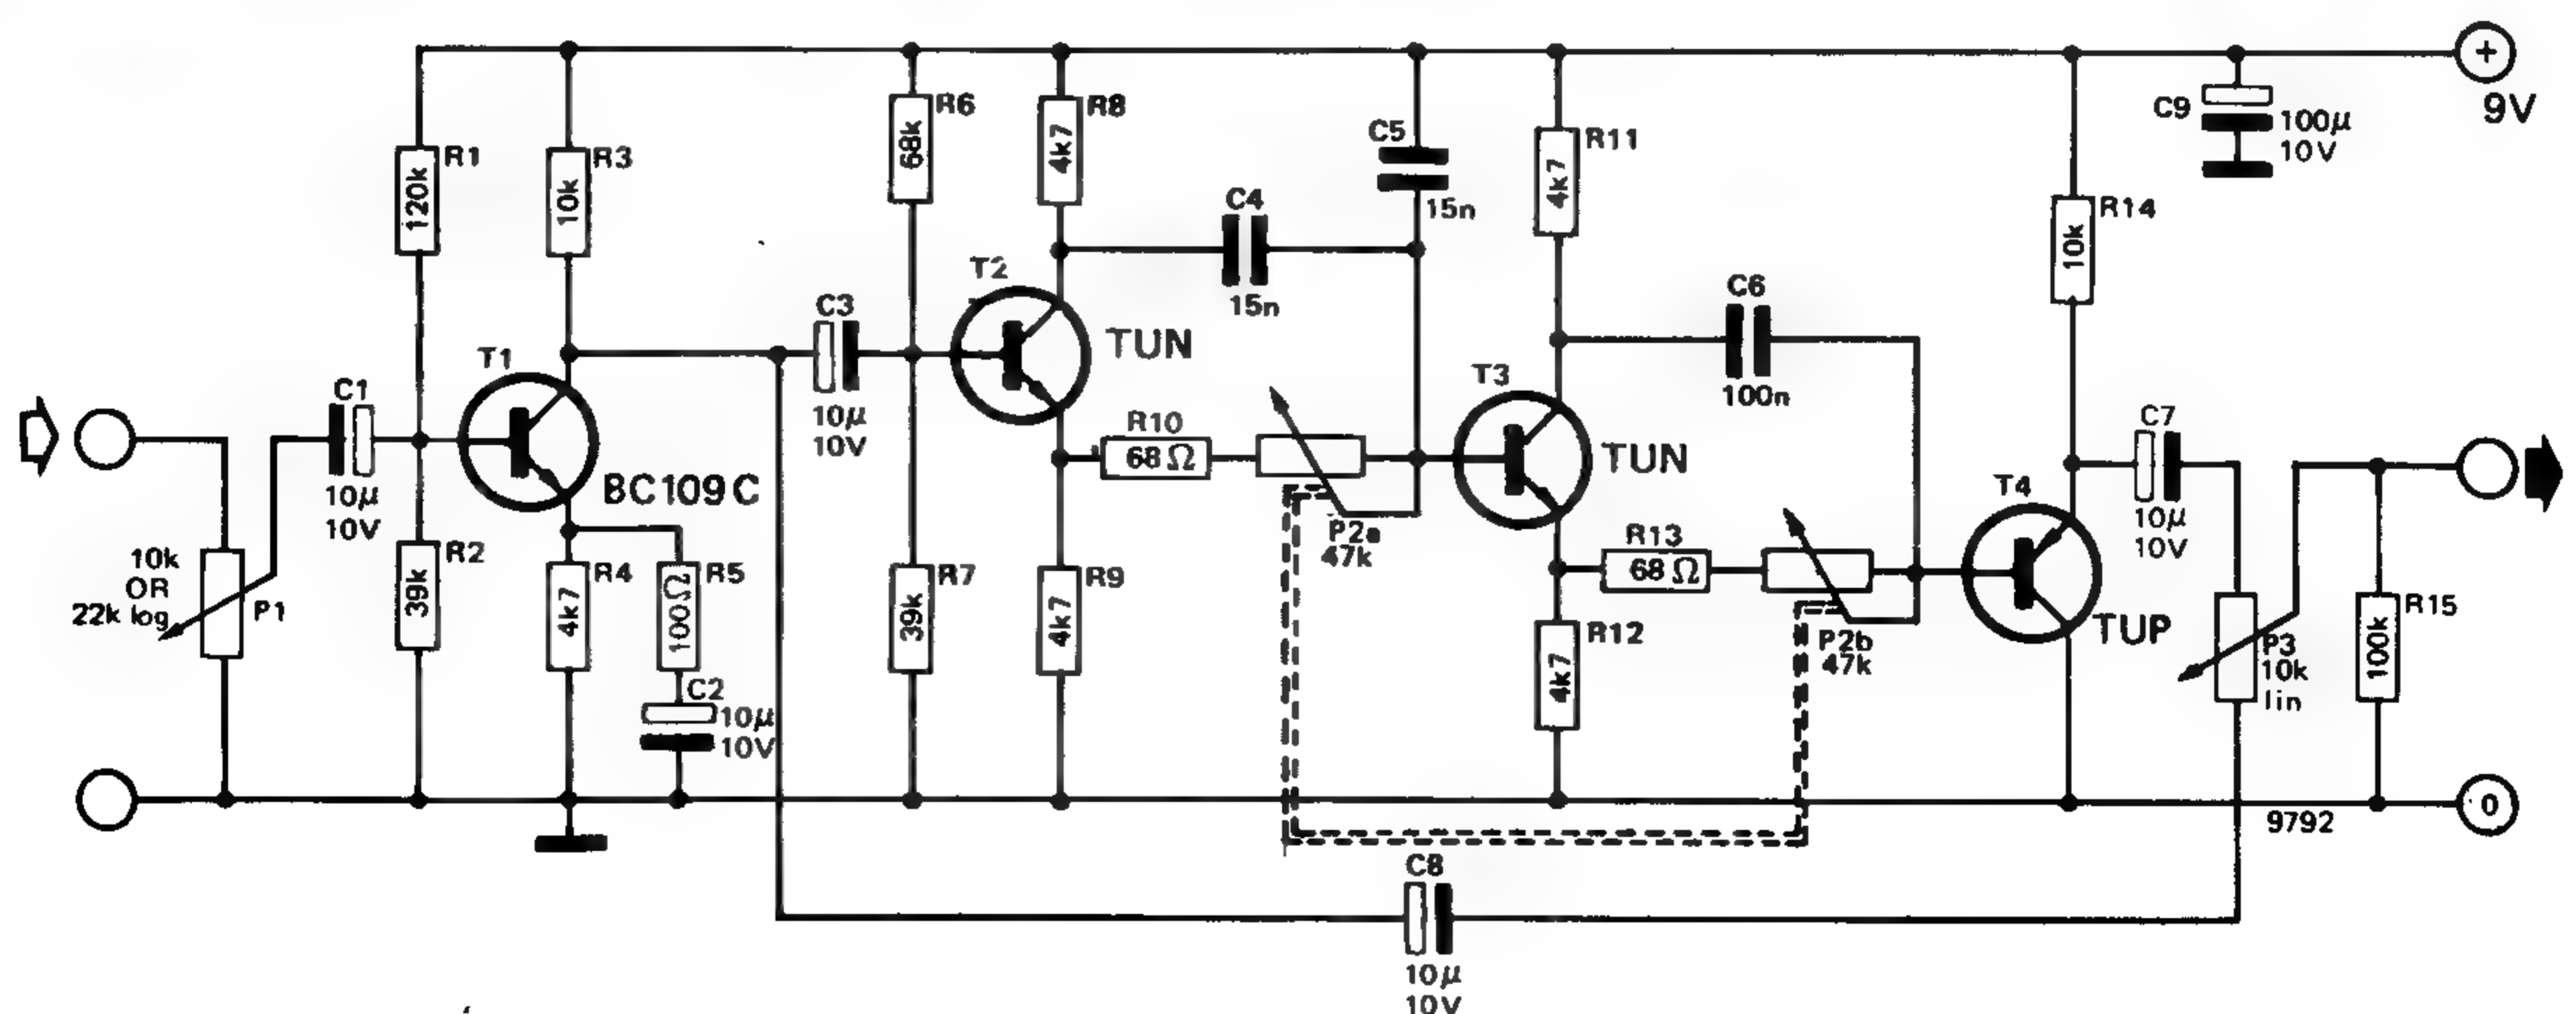 R1
120k
R3
10k
R6
68k
R8
4k7
C5
15n
R11
4k7
C9
100µ
10V
+
9V
R14
10k
C4
15n
T2
TUN
C3
10µ
10V
C6
100n
T1
BC109C
C1
10µ
10V
T3
TUN
R10
68Ω
P2a
47k
C7
10µ
10V
T4
TUP
R13
68Ω
P2b
47k
10k
OR
22k log
P1
R2
39k
R4
4k7
R5
100Ω
C2
10µ
10V
R7
39k
R9
4k7
R12
4k7
P3
10k
lin
R15
100k
0
9792
C8
10µ
10V